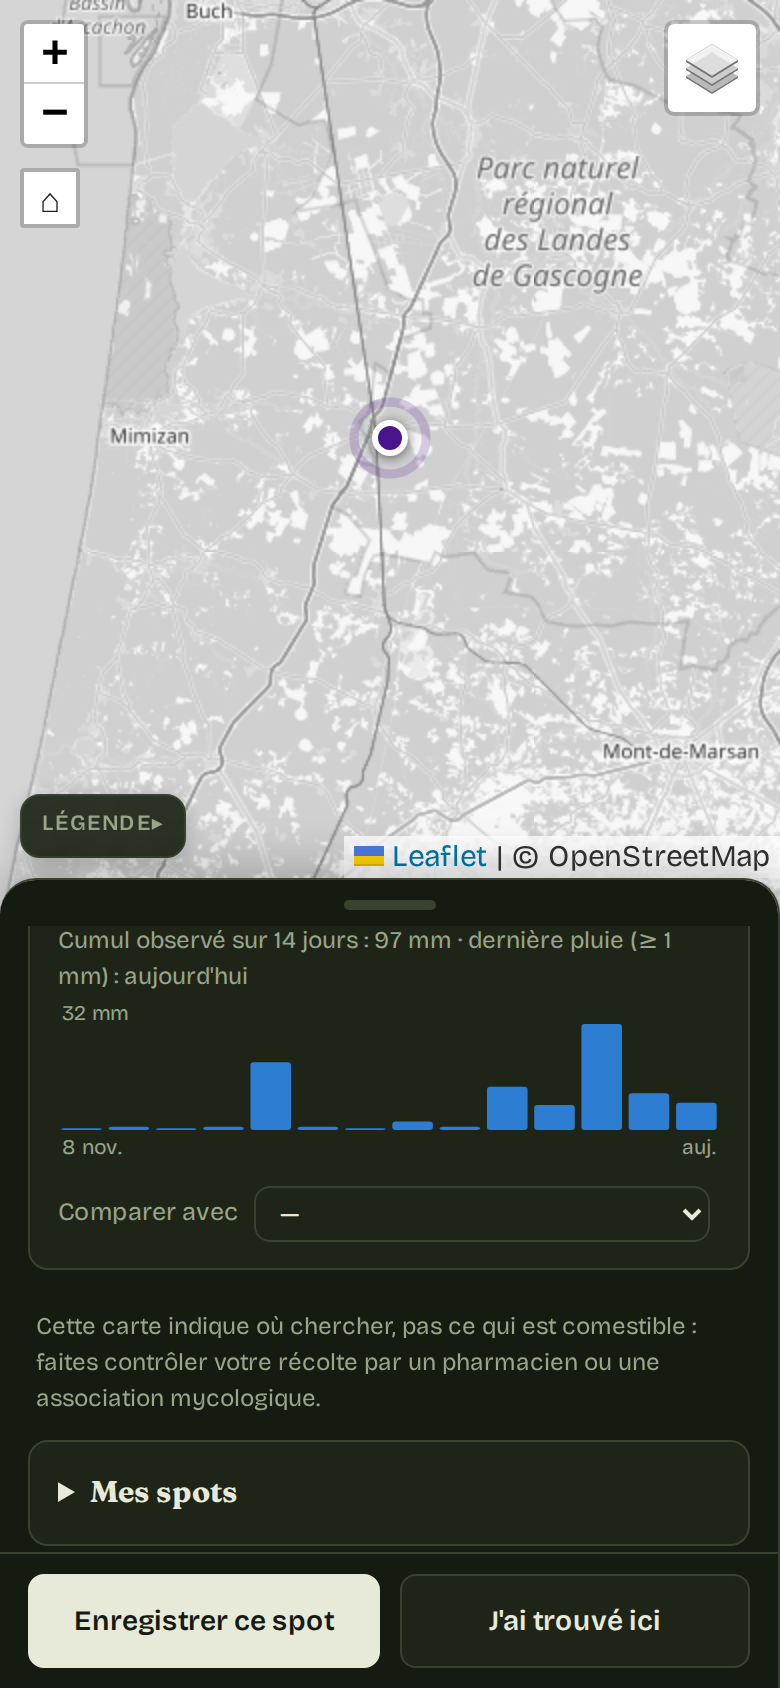 Bassin
d'Arcachon
Buch
+
−
Parc naturel
régional
des Landes
de Gascogne
Mimizan
Mont-de-Marsan
LÉGENDE▸
Leaflet | © OpenStreetMap
Cumul observé sur 14 jours : 97 mm · dernière pluie (≥ 1
mm) : aujourd'hui
32 mm
8 nov.
auj.
Comparer avec
—
Cette carte indique où chercher, pas ce qui est comestible :
faites contrôler votre récolte par un pharmacien ou une
association mycologique.
Mes spots
Enregistrer ce spot
J'ai trouvé ici